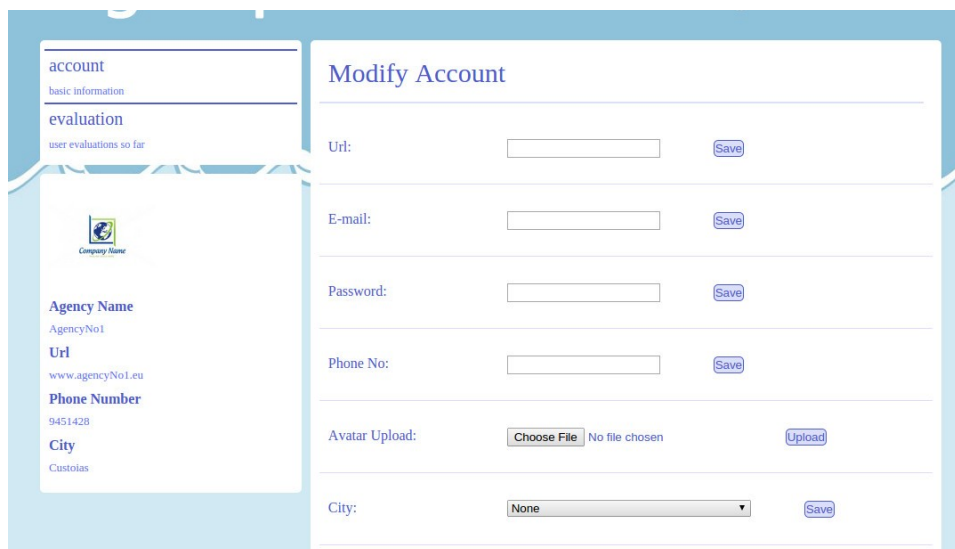 account
basic information
evaluation
user evaluations so far
Company Name
Agency Name
AgencyNo1
Url
www.agencyNo1.eu
Phone Number
9451428
City
Custoias
Modify Account
Url: Save
E-mail: Save
Password: Save
Phone No: Save
Avatar Upload: Choose File No file chosen Upload
City: None Save